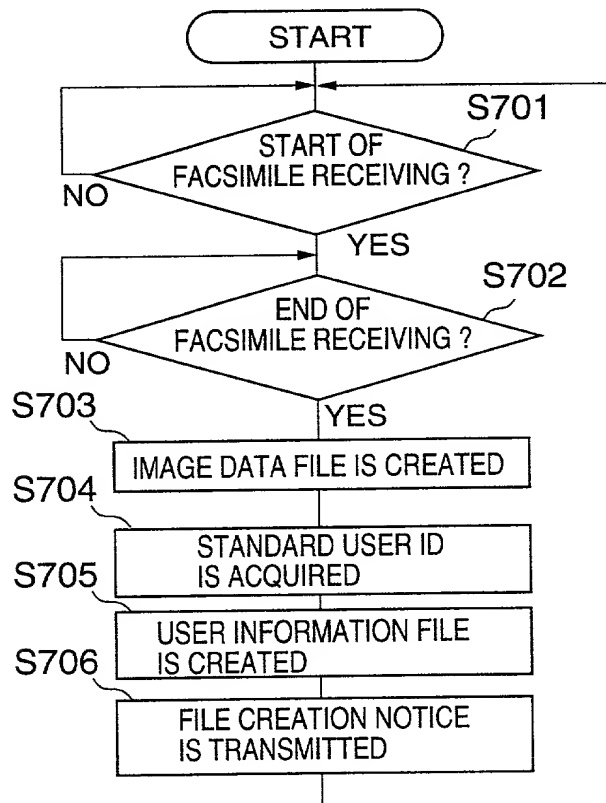 START
S701
START OF
FACSIMILE RECEIVING ?
NO
YES
S702
END OF
FACSIMILE RECEIVING ?
NO
YES
S703
IMAGE DATA FILE IS CREATED
S704
STANDARD USER ID
IS ACQUIRED
S705
USER INFORMATION FILE
IS CREATED
S706
FILE CREATION NOTICE
IS TRANSMITTED